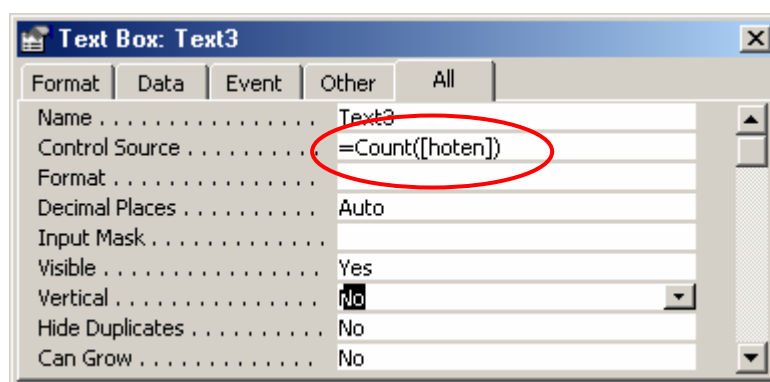 Text Box: Text3
Format Data Event Other All
Name . . . . . . . . . . . . . . . . Text3
Control Source . . . . . . . . . . =Count([hoten])
Format . . . . . . . . . . . . . . .
Decimal Places . . . . . . . . . . Auto
Input Mask . . . . . . . . . . . . .
Visible . . . . . . . . . . . . . . . . Yes
Vertical . . . . . . . . . . . . . . . No
Hide Duplicates . . . . . . . . . . No
Can Grow . . . . . . . . . . . . . No